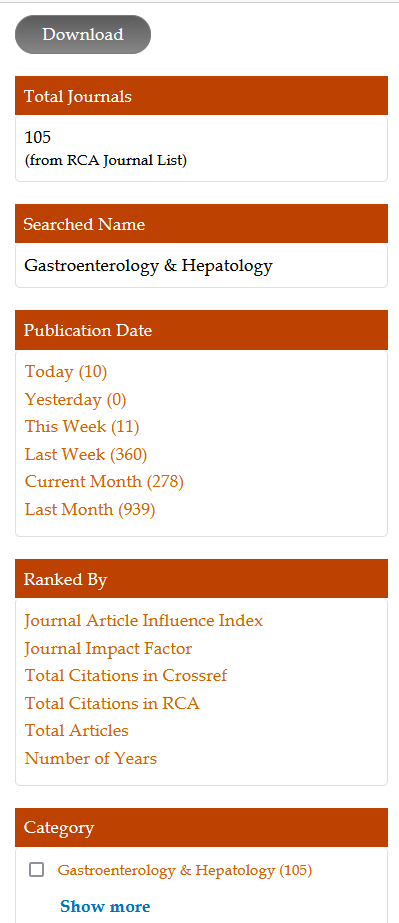 Download
Total Journals
105
(from RCA Journal List)
Searched Name
Gastroenterology & Hepatology
Publication Date
Today (10)
Yesterday (0)
This Week (11)
Last Week (360)
Current Month (278)
Last Month (939)
Ranked By
Journal Article Influence Index
Journal Impact Factor
Total Citations in Crossref
Total Citations in RCA
Total Articles
Number of Years
Category
Gastroenterology & Hepatology (105)
Show more